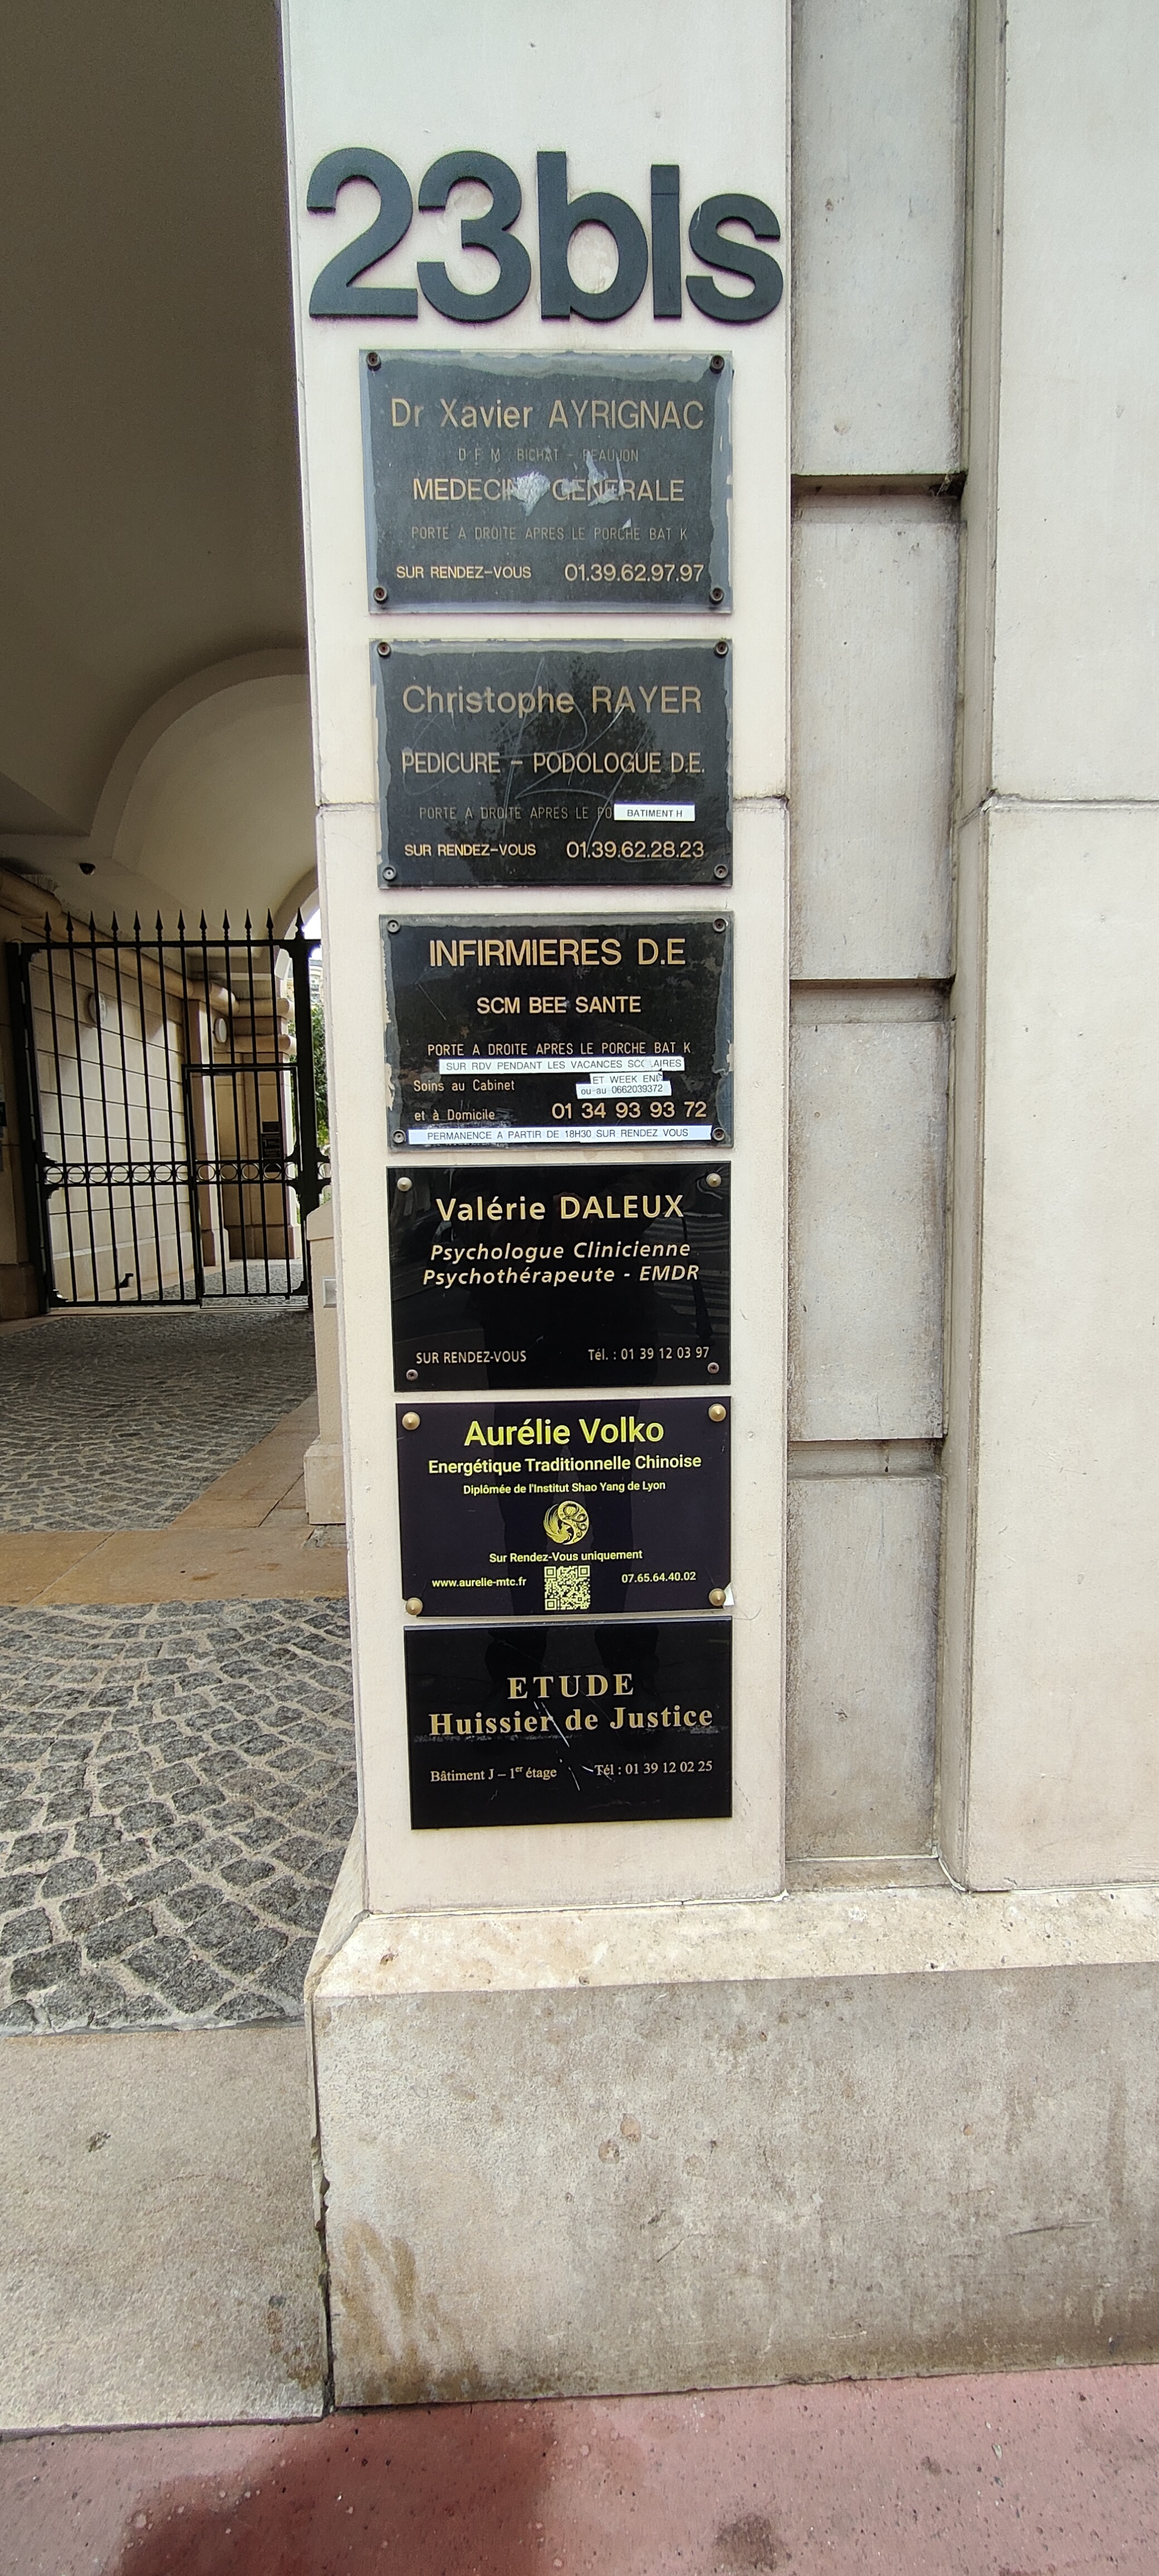 23bis
Dr Xavier AYRIGNAC
D F M BICHAT - BEAUJON
MEDECINE GENERALE
PORTE A DROITE APRES LE PORCHE BAT K
SUR RENDEZ-VOUS 01.39.62.97.97
Christophe RAYER
PEDICURE - PODOLOGUE D.E.
PORTE A DROITE APRES LE PO BATIMENT H
SUR RENDEZ-VOUS 01.39.62.28.23
INFIRMIERES D.E
SCM BEE SANTE
PORTE A DROITE APRES LE PORCHE BAT K
SUR RDV PENDANT LES VACANCES SCOLAIRES
ET WEEK END
Soins au Cabinet ou au 0662039372
et à Domicile 01 34 93 93 72
PERMANENCE A PARTIR DE 18H30 SUR RENDEZ VOUS
Valérie DALEUX
Psychologue Clinicienne
Psychothérapeute - EMDR
SUR RENDEZ-VOUS Tél. : 01 39 12 03 97
Aurélie Volko
Energétique Traditionnelle Chinoise
Diplômée de l'Institut Shao Yang de Lyon
Sur Rendez-Vous uniquement
www.aurelie-mtc.fr 07.65.64.40.02
ETUDE
Huissier de Justice
Bâtiment J – 1er étage Tél : 01 39 12 02 25